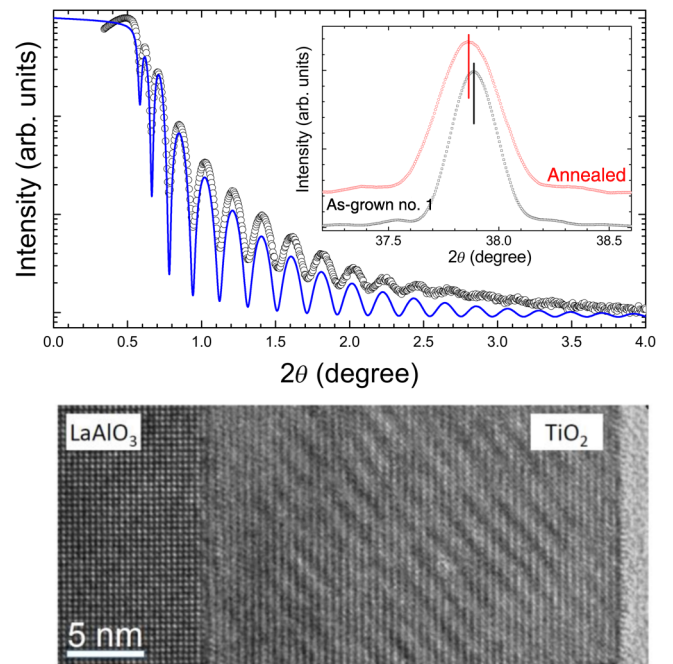 Intensity (arb. units)
0.0 0.5 1.0 1.5 2.0 2.5 3.0 3.5 4.0
2θ (degree)
Intensity (arb. units)
Annealed
As-grown no. 1
37.5 38.0 38.5
2θ (degree)
LaAlO₃
TiO₂
5 nm